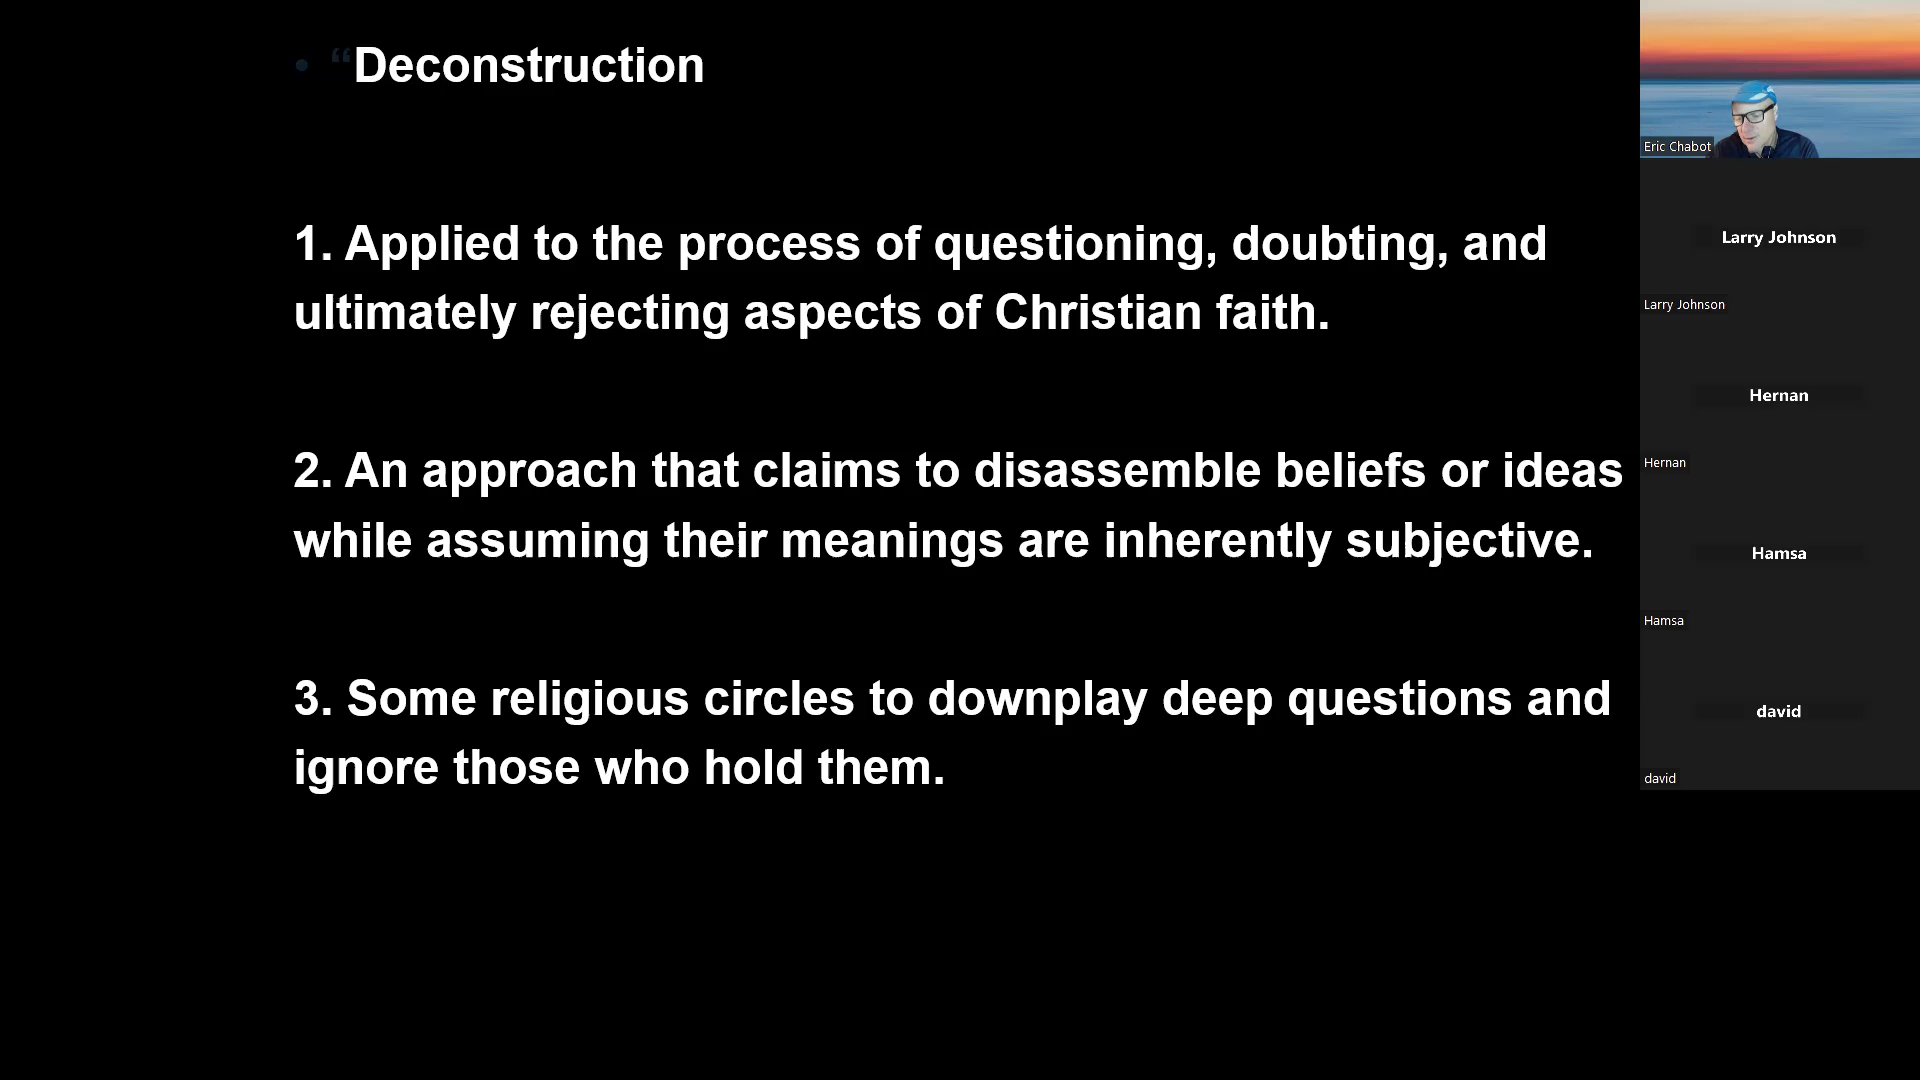 • “Deconstruction
1. Applied to the process of questioning, doubting, and
ultimately rejecting aspects of Christian faith.
2. An approach that claims to disassemble beliefs or ideas
while assuming their meanings are inherently subjective.
3. Some religious circles to downplay deep questions and
ignore those who hold them.
Eric Chabot
Larry Johnson
Larry Johnson
Hernan
Hernan
Hamsa
Hamsa
david
david